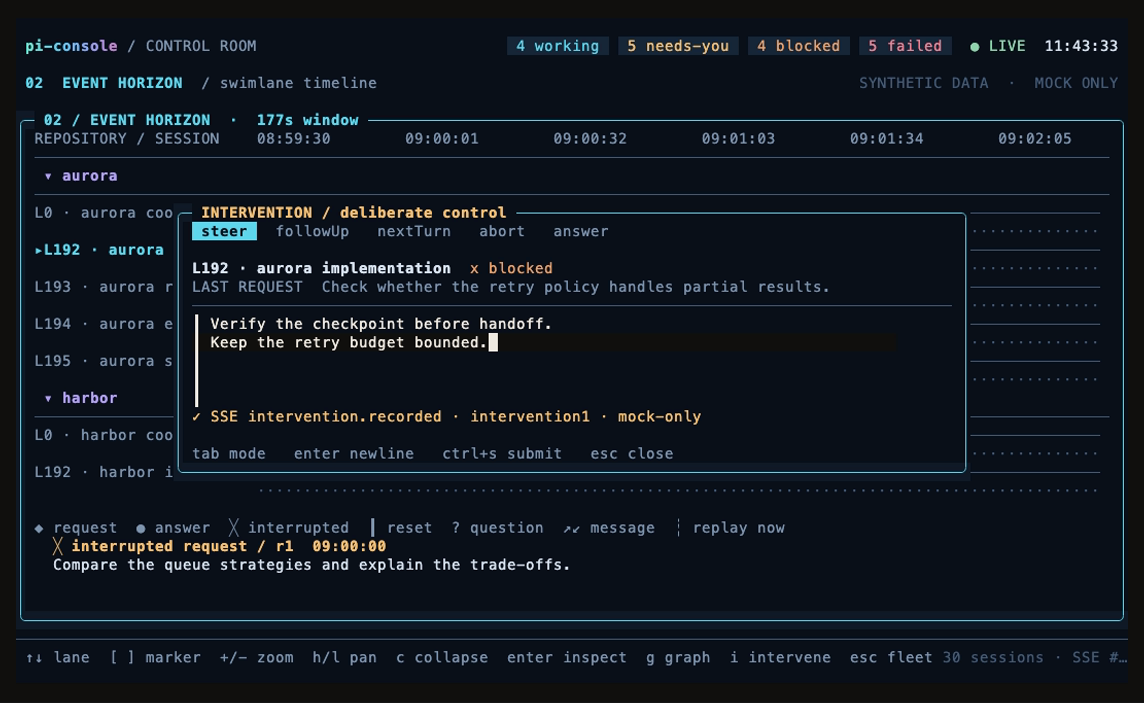 pi-console / CONTROL ROOM 4 working 5 needs-you 4 blocked 5 failed ● LIVE 11:43:33
02 EVENT HORIZON / swimlane timeline SYNTHETIC DATA · MOCK ONLY
02 / EVENT HORIZON · 177s window
REPOSITORY / SESSION 08:59:30 09:00:01 09:00:32 09:01:03 09:01:34 09:02:05
▾ aurora
L0 · aurora coo
INTERVENTION / deliberate control
steer followUp nextTurn abort answer
▸L192 · aurora
L192 · aurora implementation x blocked
L193 · aurora r
LAST REQUEST Check whether the retry policy handles partial results.
L194 · aurora e
Verify the checkpoint before handoff.
Keep the retry budget bounded.
L195 · aurora s
▾ harbor
✓ SSE intervention.recorded · intervention1 · mock-only
L0 · harbor coo
tab mode enter newline ctrl+s submit esc close
L192 · harbor i
◆ request ● answer ╳ interrupted ┃ reset ? question ↗↙ message ┆ replay now
╳ interrupted request / r1 09:00:00
Compare the queue strategies and explain the trade-offs.
↑↓ lane [ ] marker +/- zoom h/l pan c collapse enter inspect g graph i intervene esc fleet 30 sessions · SSE #…